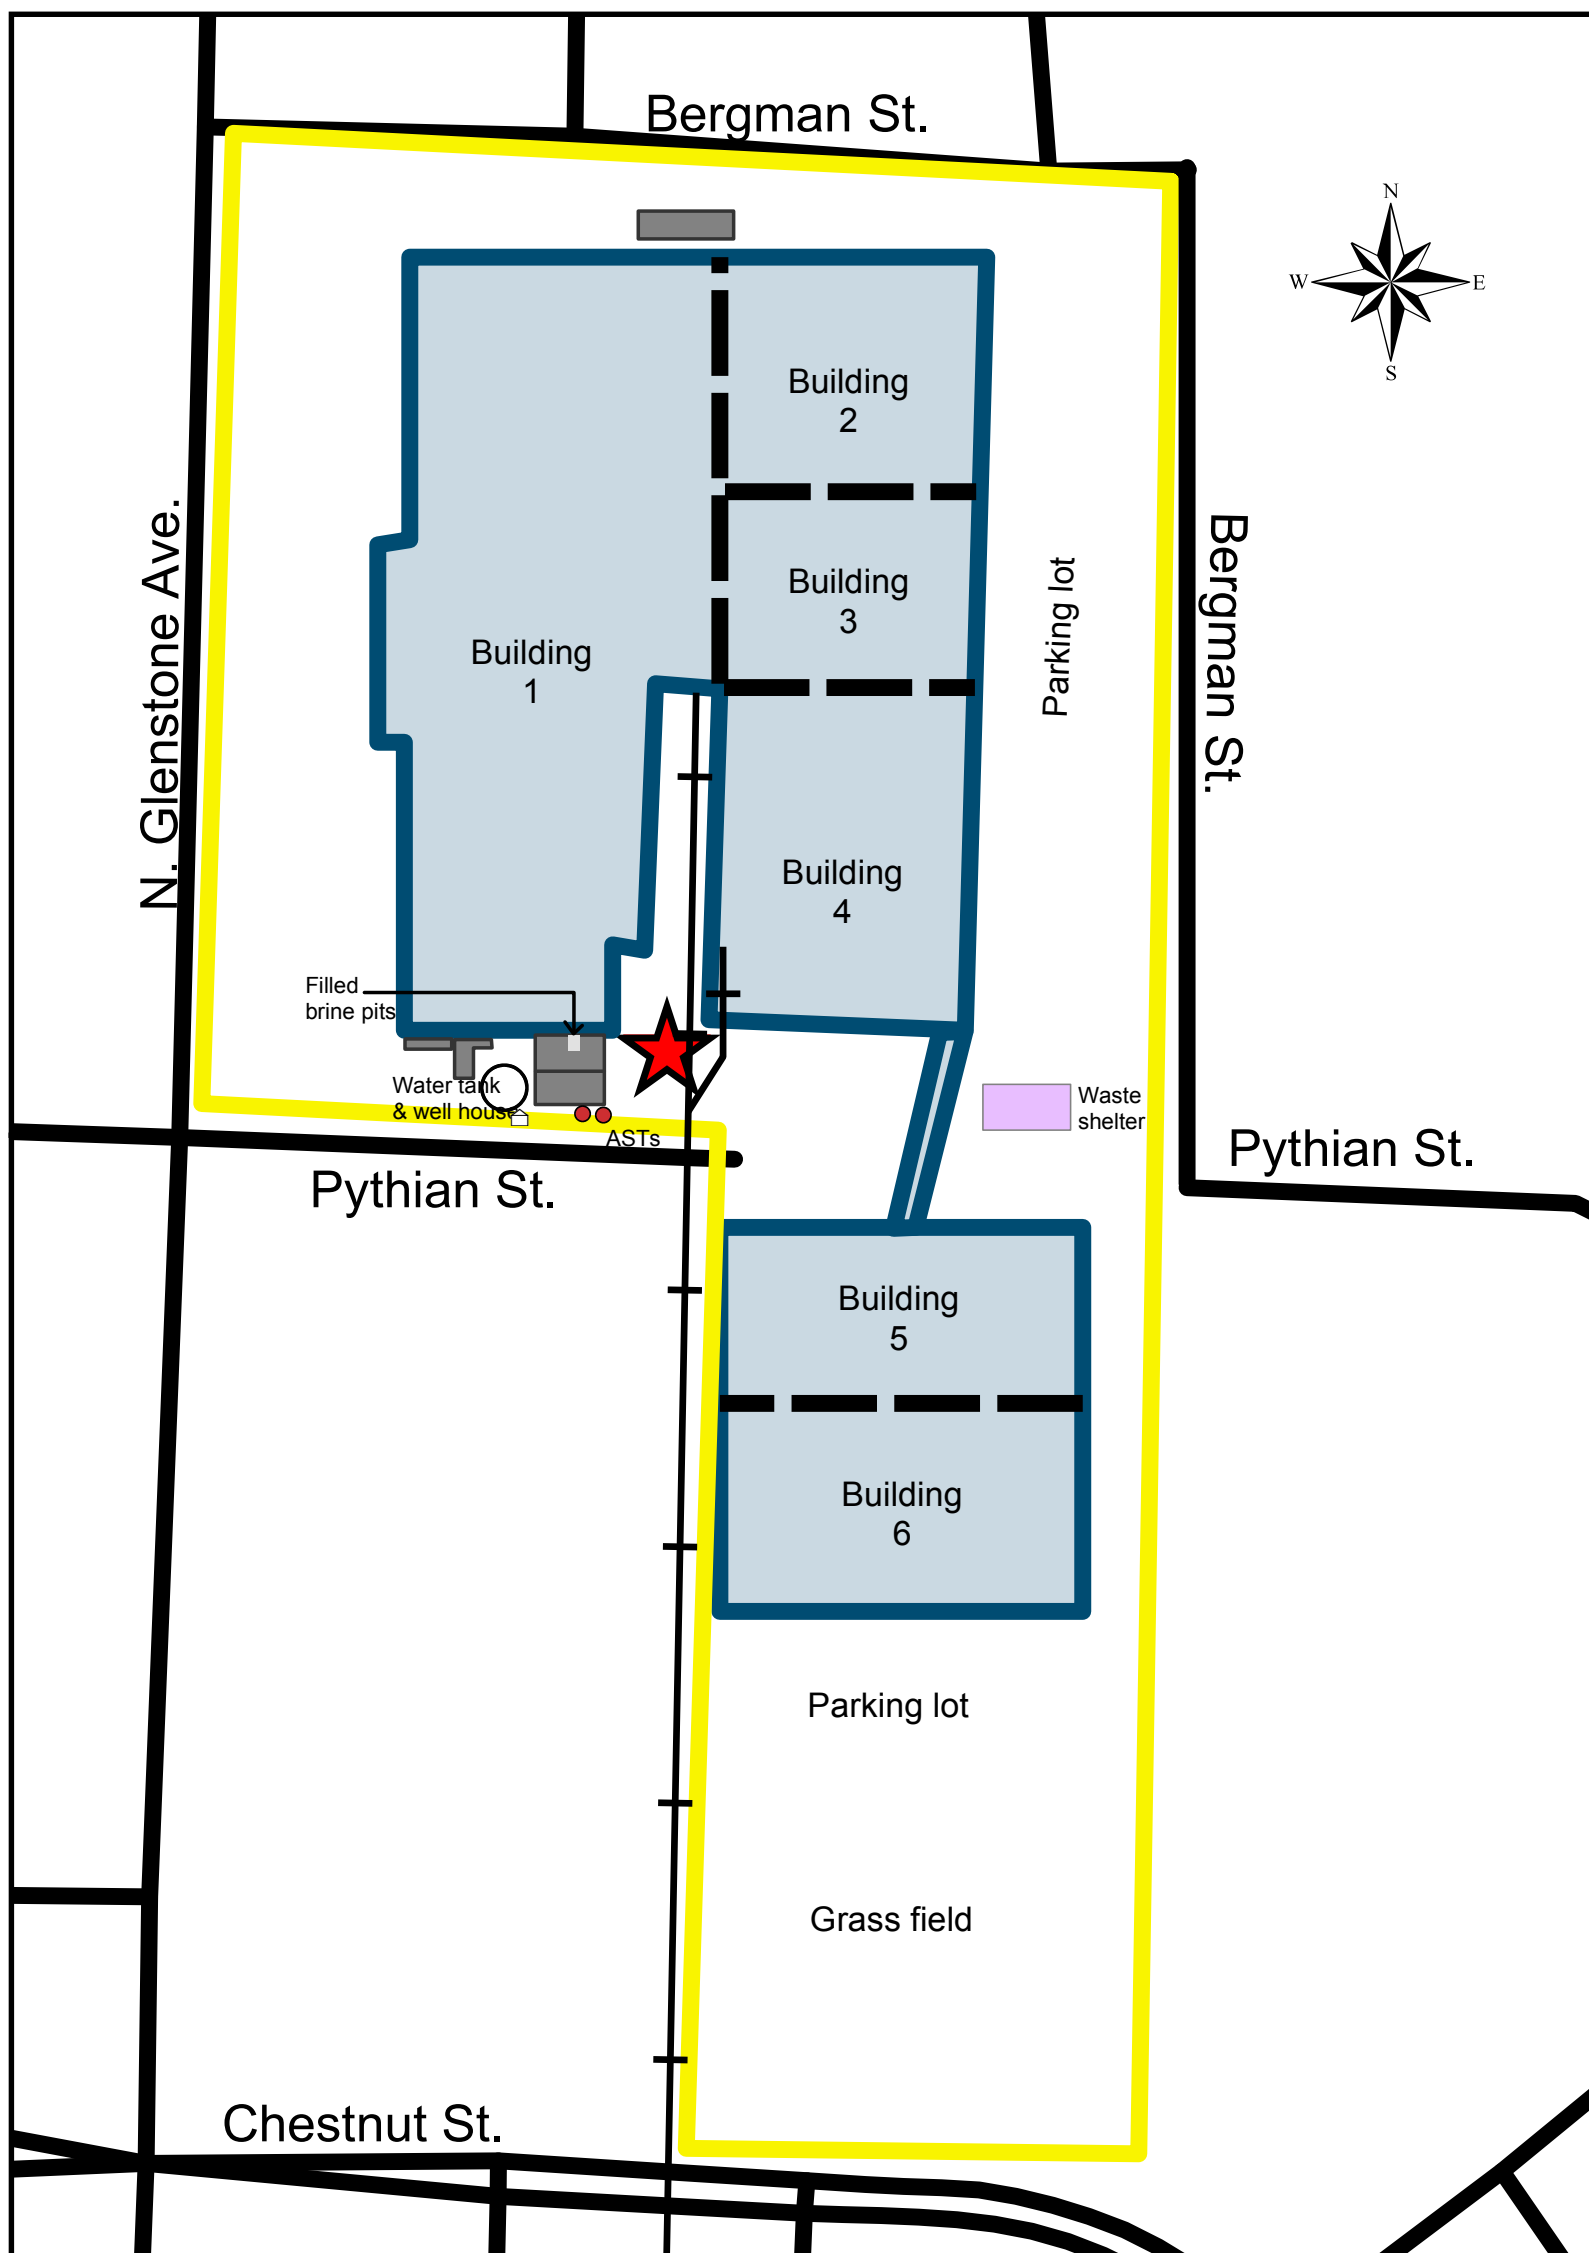 Bergman St.
N
W
E
S
Building
2
Building
3
Building
1
Parking lot
N. Glenstone Ave.
Bergman St.
Building
4
Filled
brine pits
Water tank
& well house
ASTs
Waste
shelter
Pythian St.
Pythian St.
Building
5
Building
6
Parking lot
Grass field
Chestnut St.